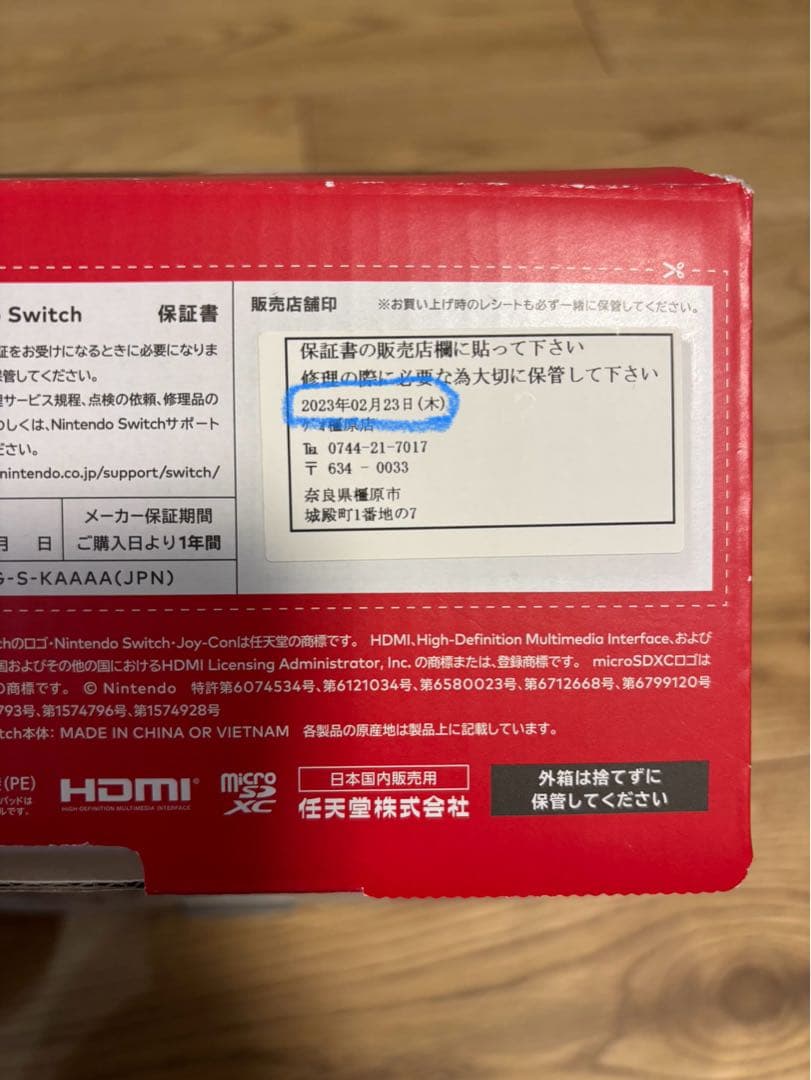 Switch 保証書
証をお受けになるときに必要になりま
管してください。
サービス規程、点検の依頼、修理品の
しくは、Nintendo Switchサポート
ださい。
nintendo.co.jp/support/switch/
月 日
メーカー保証期間
ご購入日より1年間
G-S-KAAAA(JPN)
販売店舗印 ※お買い上げ時のレシートも必ず一緒に保管してください。
保証書の販売店欄に貼って下さい
修理の際に必要な為大切に保管して下さい
2023年02月23日(木)
橿原店
℡ 0744-21-7017
〒 634 - 0033
奈良県橿原市
城殿町1番地の7
chのロゴ・Nintendo Switch・Joy-Conは任天堂の商標です。 HDMI、High-Definition Multimedia Interface、および
国およびその他の国におけるHDMI Licensing Administrator, Inc. の商標または、登録商標です。 microSDXCロゴは
の商標です。 © Nintendo 特許第6074534号、第6121034号、第6580023号、第6712668号、第6799120号
793号、第1574796号、第1574928号
tch本体: MADE IN CHINA OR VIETNAM 各製品の原産地は製品上に記載しています。
(PE)
パッドは
ルです。
HDMI®
HIGH-DEFINITION MULTIMEDIA INTERFACE
micro
SD
XC
日本国内販売用
任天堂株式会社
外箱は捨てずに
保管してください